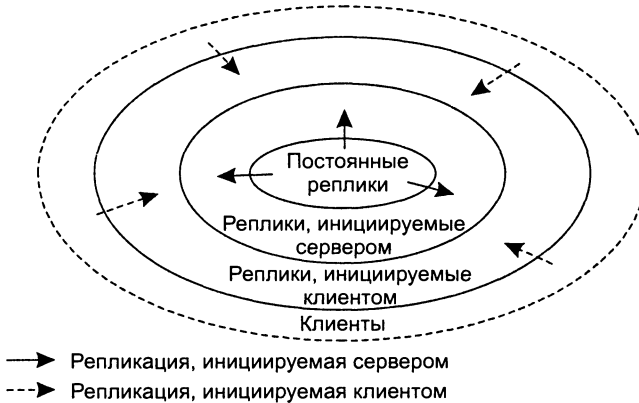 Постоянные
реплики
Реплики, инициируемые
сервером
Реплики, инициируемые
клиентом
Клиенты
Репликация, инициируемая сервером
Репликация, инициируемая клиентом